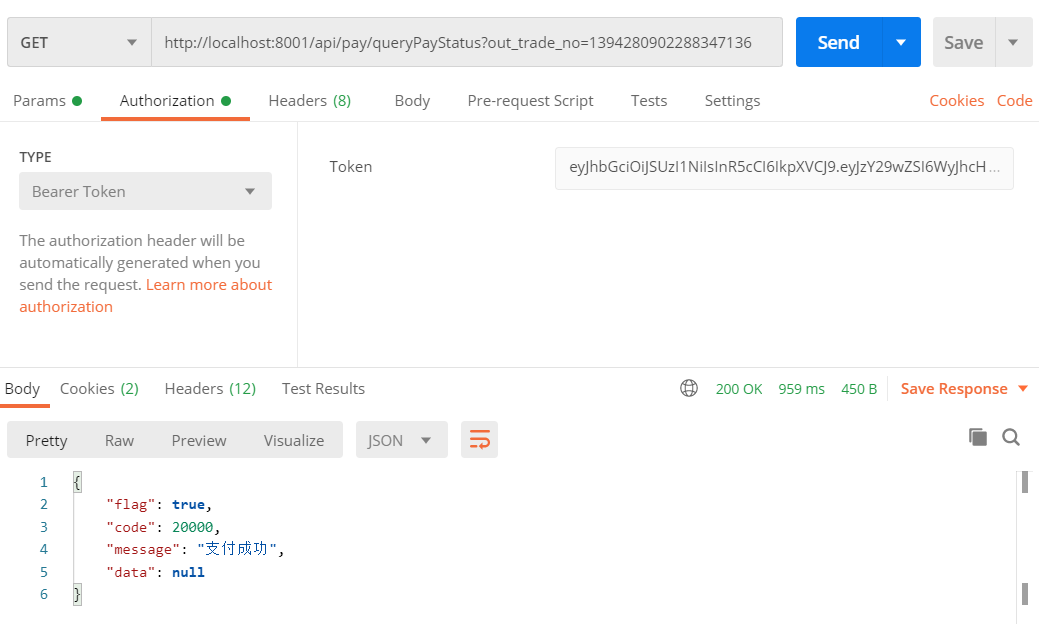 GET http://localhost:8001/api/pay/queryPayStatus?out_trade_no=1394280902288347136 Send Save
Params Authorization Headers (8) Body Pre-request Script Tests Settings Cookies Code
TYPE
Bearer Token
The authorization header will be
automatically generated when you
send the request. Learn more about
authorization
Token eyJhbGciOiJSUzI1NiIsInR5cCI6IkpXVCJ9.eyJzY29wZSI6WyJhcH...
Body Cookies (2) Headers (12) Test Results 200 OK 959 ms 450 B Save Response
Pretty Raw Preview Visualize JSON
1 {
2 "flag": true,
3 "code": 20000,
4 "message": "支付成功",
5 "data": null
6 }